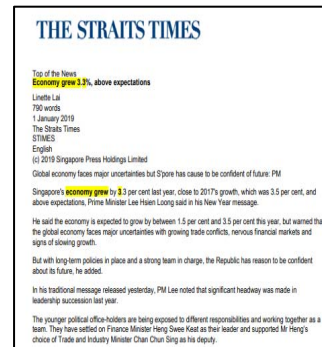 THE STRAITS TIMES
Top of the News
Economy grew 3.3%, above expectations
Linette Lai
790 words
1 January 2019
The Straits Times
STIMES
English
(c) 2019 Singapore Press Holdings Limited
Global economy faces major uncertainties but S'pore has cause to be confident of future: PM
Singapore's economy grew by 3.3 per cent last year, close to 2017's growth, which was 3.5 per cent, and
above expectations, Prime Minister Lee Hsien Loong said in his New Year message.
He said the economy is expected to grow by between 1.5 per cent and 3.5 per cent this year, but warned tha
the global economy faces major uncertainties with growing trade conflicts, nervous financial markets and
signs of slowing growth.
But with long-term policies in place and a strong team in charge, the Republic has reason to be confident
about its future, he added.
In his traditional message released yesterday, PM Lee noted that significant headway was made in
leadership succession last year.
The younger political office-holders are being exposed to different responsibilities and working together as a
team. They have settled on Finance Minister Heng Swee Keat as their leader and supported Mr Heng's
choice of Trade and Industry Minister Chan Chun Sing as his deputy.